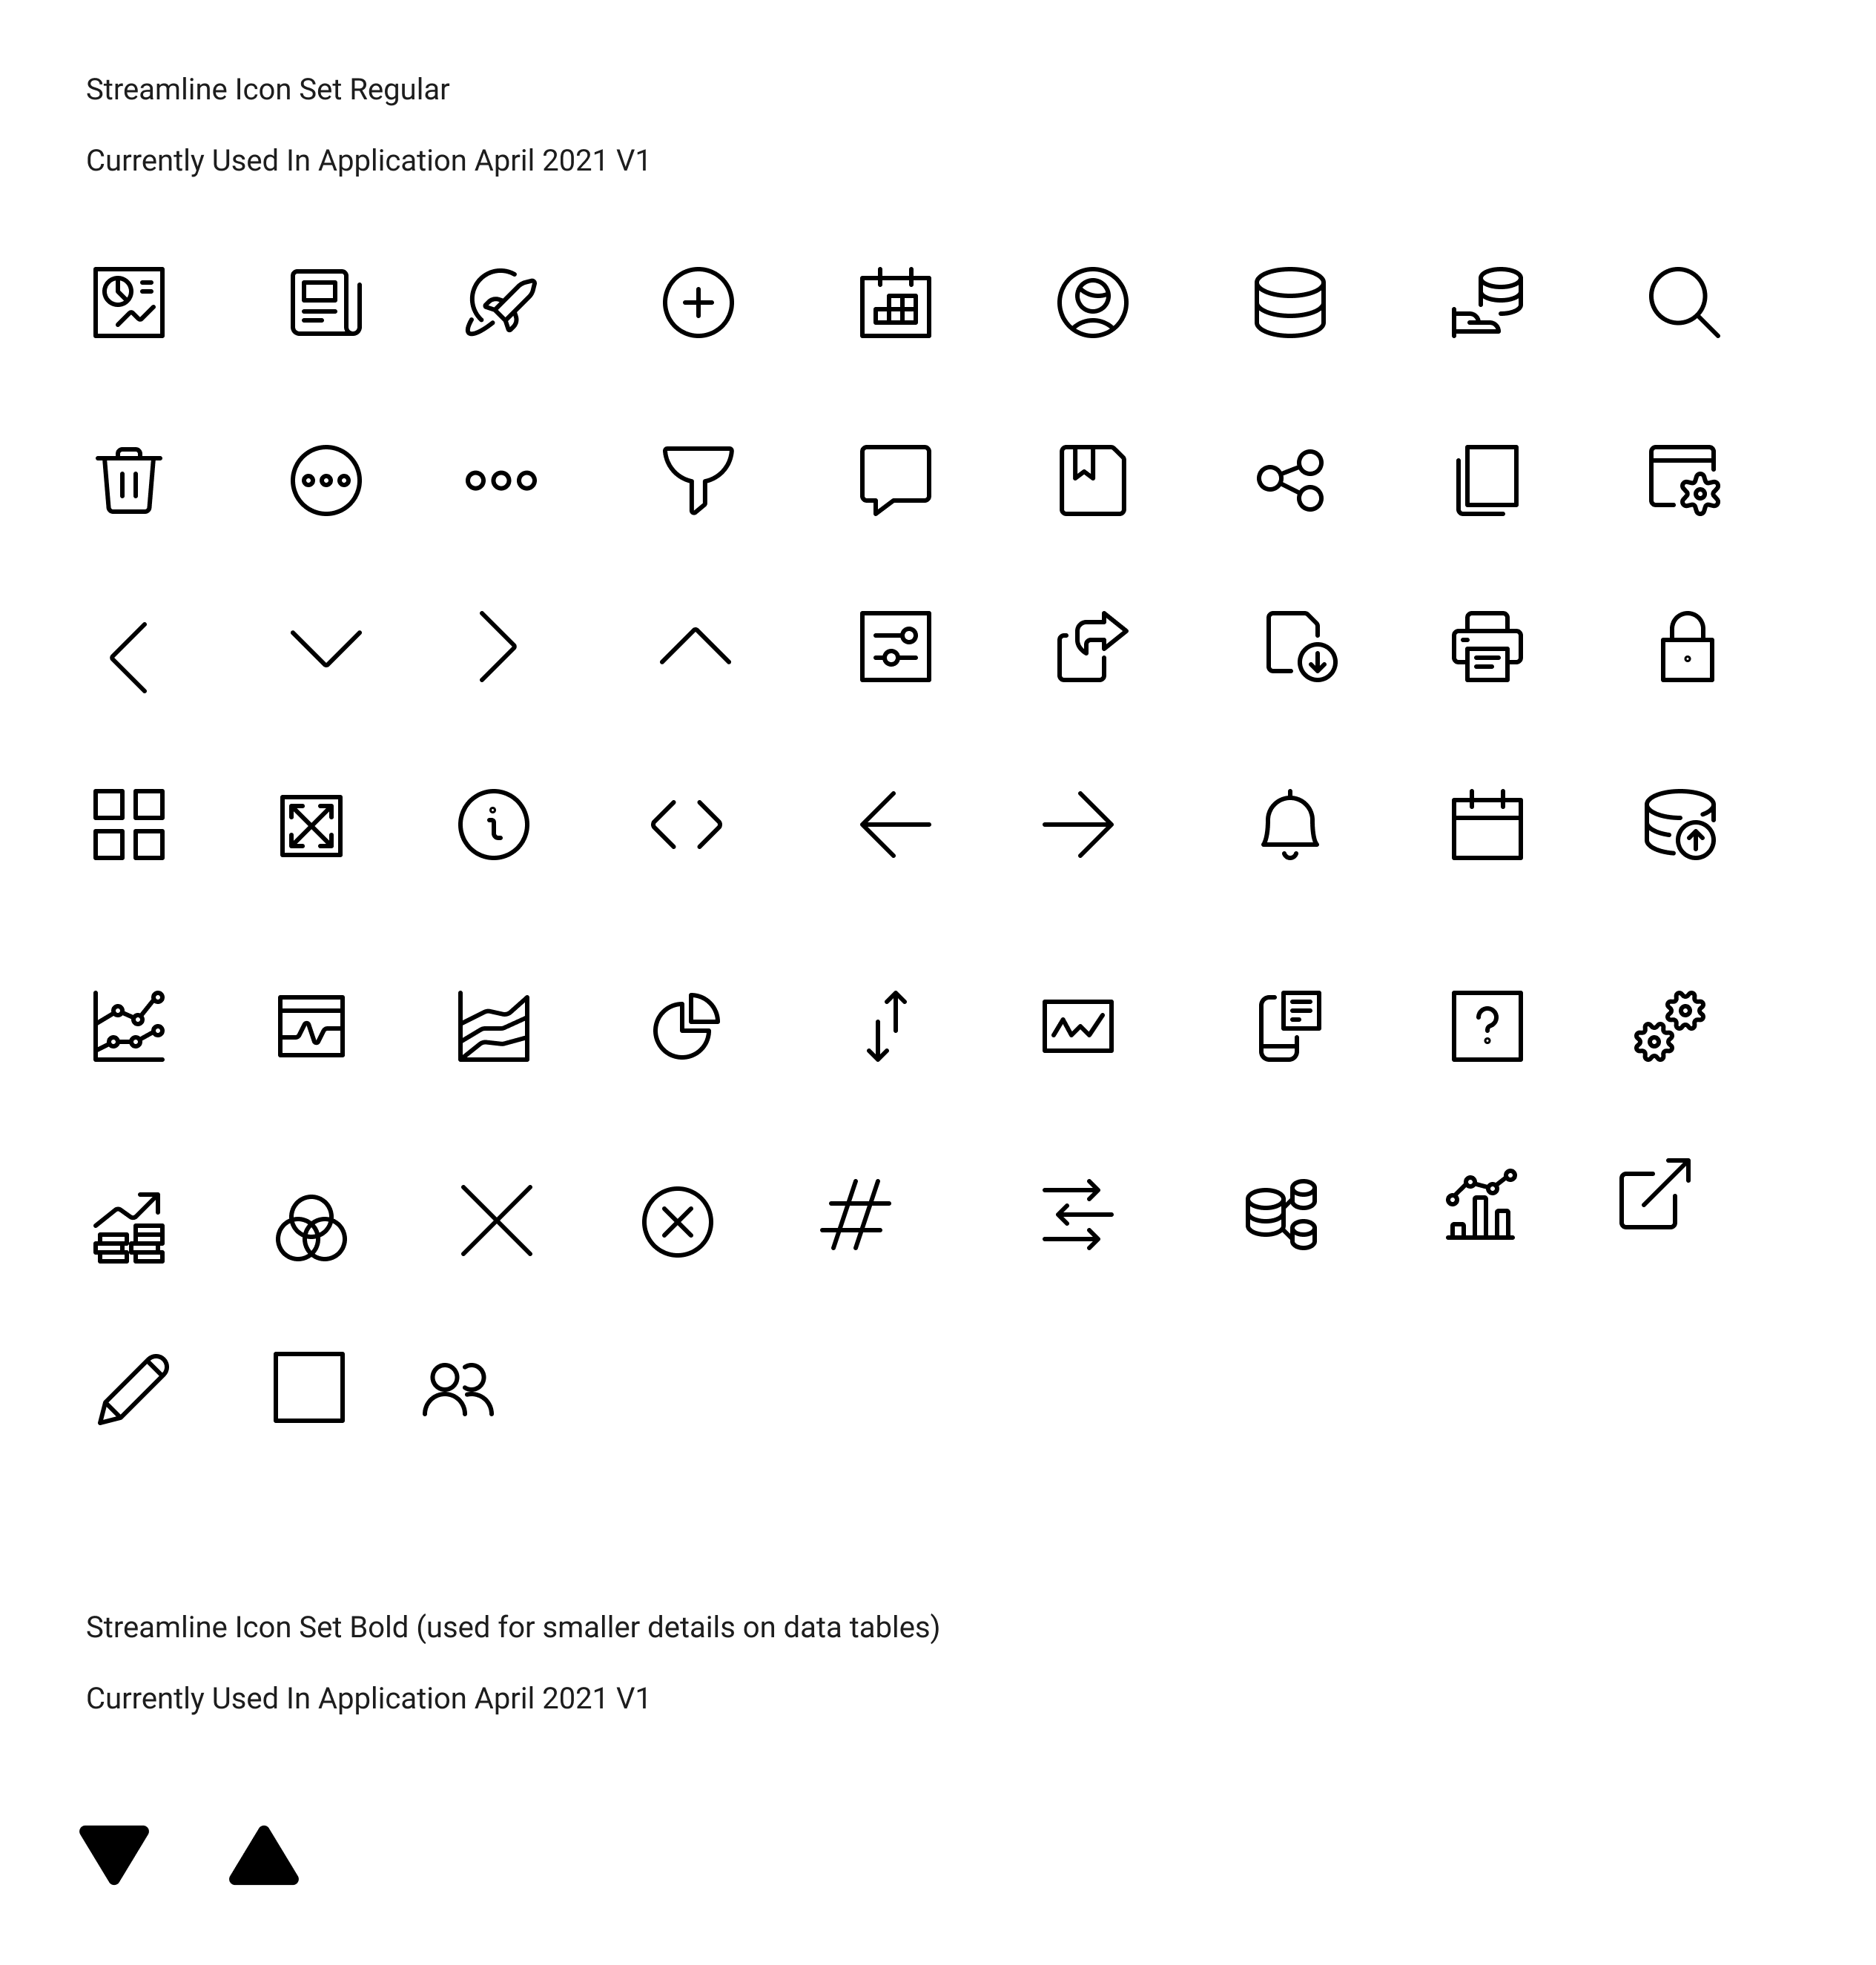 Streamline Icon Set Regular
Currently Used In Application April 2021 V1
Streamline Icon Set Bold (used for smaller details on data tables)
Currently Used In Application April 2021 V1